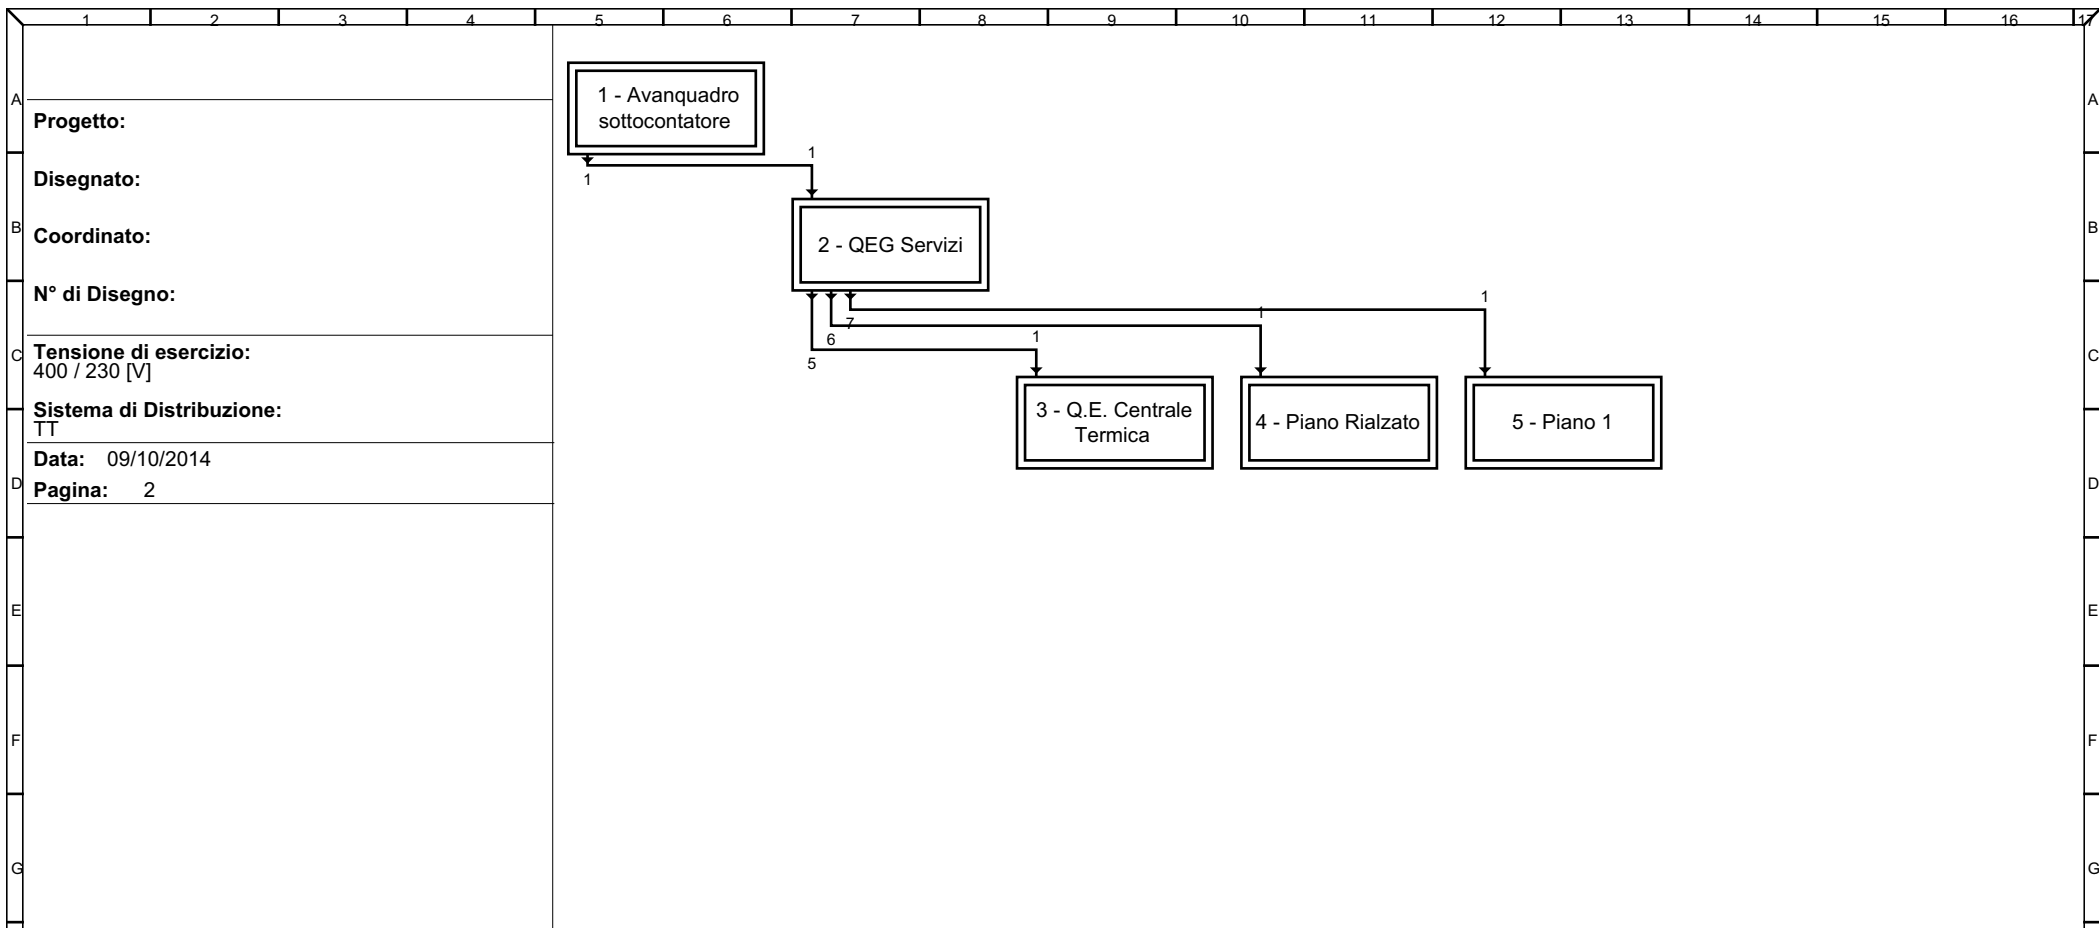 1 2 3 4 5 6 7 8 9 10 11 12 13 14 15 16 17
A A
Progetto:
Disegnato:
B B
Coordinato:
N° di Disegno:
C C
Tensione di esercizio:
400 / 230 [V]
Sistema di Distribuzione:
TT
Data: 09/10/2014
D D
Pagina: 2
E E
F F
G G
1 - Avanquadro
sottocontatore
1
1
2 - QEG Servizi
1
1
7
6
1
5
3 - Q.E. Centrale
Termica
4 - Piano Rialzato
5 - Piano 1